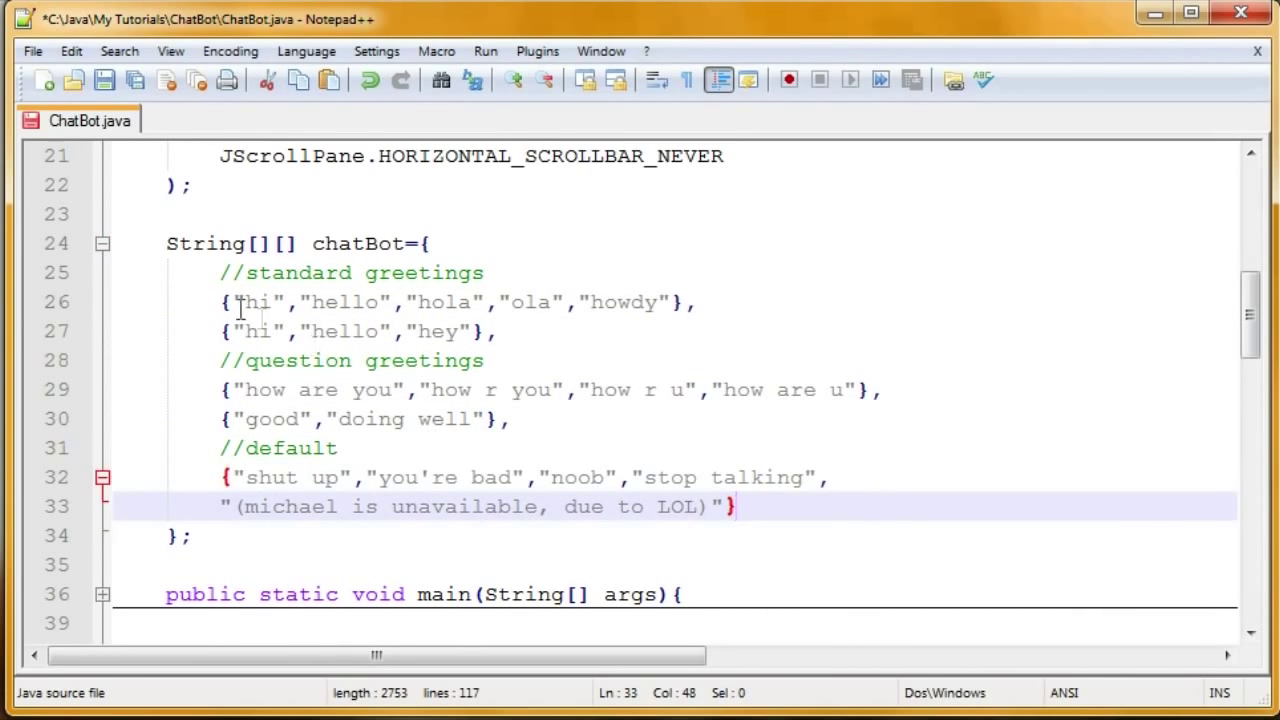 *C:\Java\My Tutorials\ChatBot\ChatBot.java - Notepad++
File Edit Search View Encoding Language Settings Macro Run Plugins Window ? X
ABC
ChatBot.java
21 JScrollPane.HORIZONTAL_SCROLLBAR_NEVER
22 );
23
24 String[][] chatBot={
25 //standard greetings
26 {"hi","hello","hola","ola","howdy"},
27 {"hi","hello","hey"},
28 //question greetings
29 {"how are you","how r you","how r u","how are u"},
30 {"good","doing well"},
31 //default
32 {"shut up","you're bad","noob","stop talking",
33 "(michael is unavailable, due to LOL)"}
34 };
35
36 public static void main(String[] args){
39
Java source file length : 2753 lines : 117 Ln : 33 Col : 48 Sel : 0 Dos\Windows ANSI INS